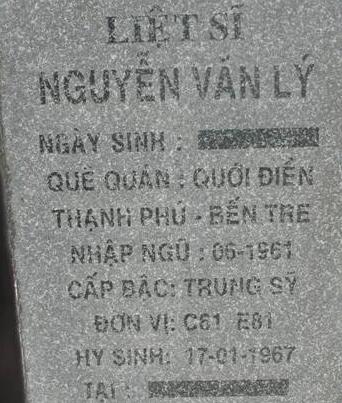 LIỆT SĨ
NGUYỄN VĂN LÝ
NGÀY SINH :
QUÊ QUÁN : QUỚI ĐIỀN
THẠNH PHÚ - BẾN TRE
NHẬP NGŨ : 06-1961
CẤP BẬC: TRUNG SỸ
ĐƠN VỊ: C61 E81
HY SINH: 17-01-1967
TẠI :